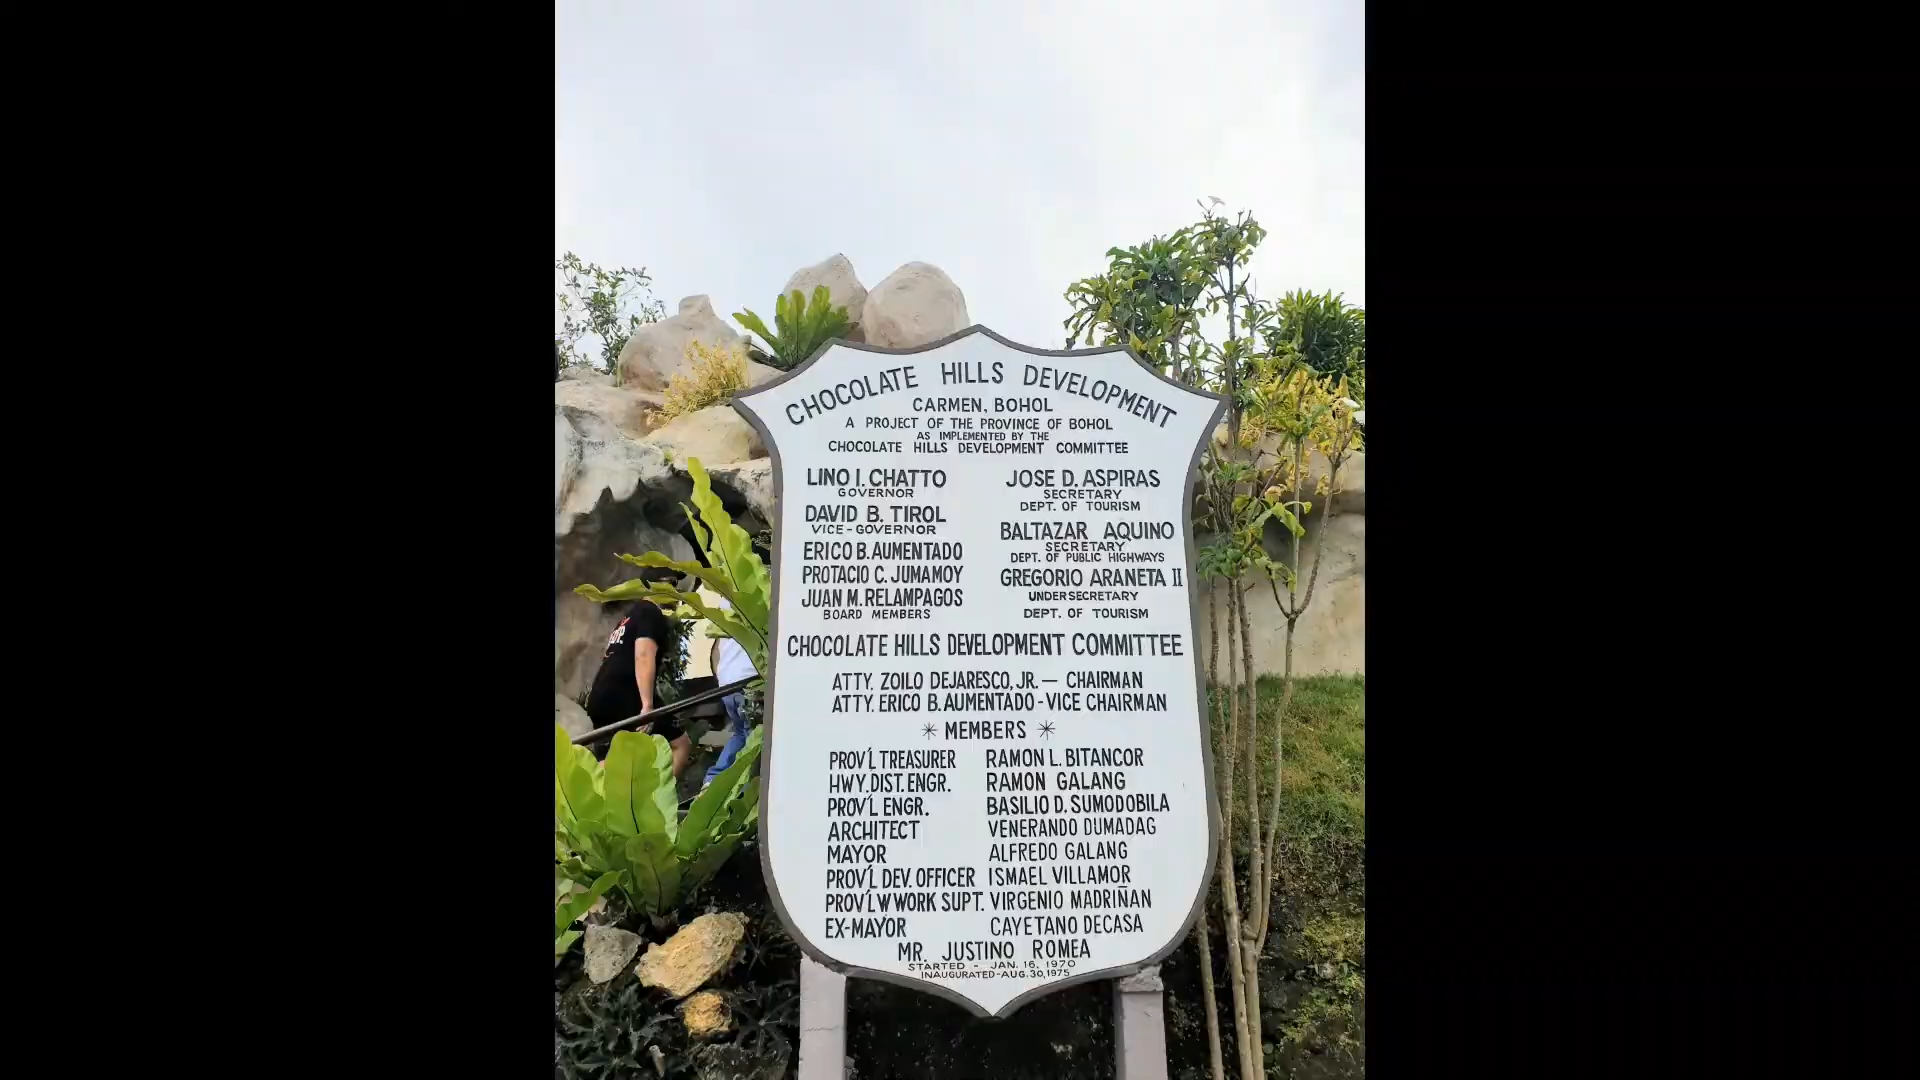 CHOCOLATE HILLS DEVELOPMENT
CARMEN, BOHOL
A PROJECT OF THE PROVINCE OF BOHOL
AS IMPLEMENTED BY THE
CHOCOLATE HILLS DEVELOPMENT COMMITTEE
LINO I. CHATTO
GOVERNOR
DAVID B. TIROL
VICE-GOVERNOR
ERICO B. AUMENTADO
PROTACIO C. JUMAMOY
JUAN M. RELAMPAGOS
BOARD MEMBERS
JOSE D. ASPIRAS
SECRETARY
DEPT. OF TOURISM
BALTAZAR AQUINO
SECRETARY
DEPT. OF PUBLIC HIGHWAYS
GREGORIO ARANETA II
UNDERSECRETARY
DEPT. OF TOURISM
CHOCOLATE HILLS DEVELOPMENT COMMITTEE
ATTY. ZOILO DEJARESCO, JR. — CHAIRMAN
ATTY. ERICO B. AUMENTADO - VICE CHAIRMAN
✳ MEMBERS ✳
PROV'L TREASURER RAMON L. BITANCOR
HWY. DIST. ENGR. RAMON GALANG
PROV'L ENGR. BASILIO D. SUMODOBILA
ARCHITECT VENERANDO DUMADAG
MAYOR ALFREDO GALANG
PROV'L DEV. OFFICER ISMAEL VILLAMOR
PROV'L W WORK SUPT. VIRGENIO MADRIÑAN
EX-MAYOR CAYETANO DECASA
MR. JUSTINO ROMEA
STARTED - JAN. 16, 1970
INAUGURATED - AUG. 30, 1975